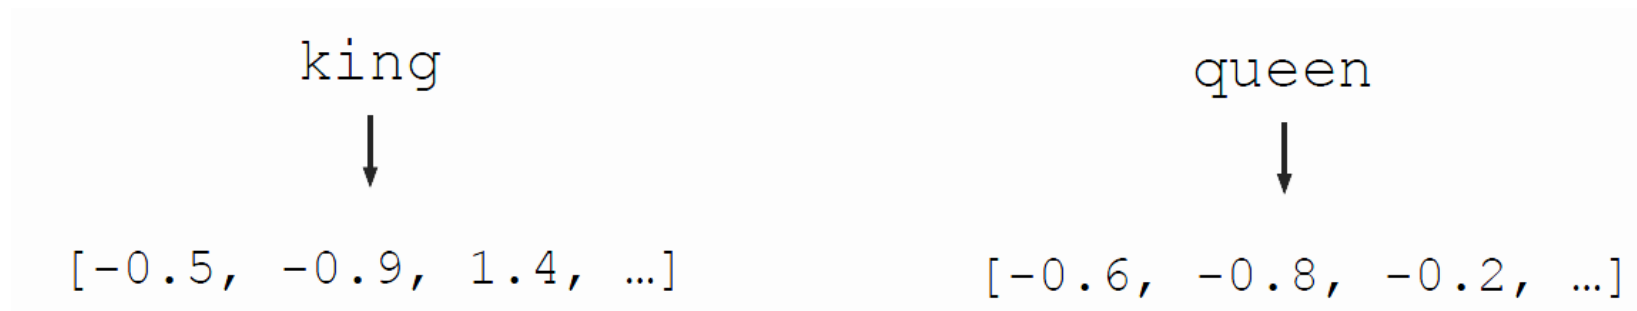 king
queen
[-0.5, -0.9, 1.4, …]
[-0.6, -0.8, -0.2, …]